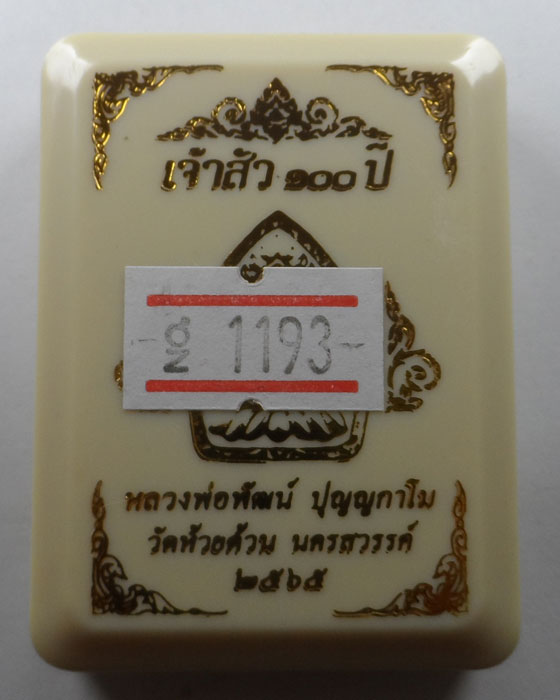 เจ้าสัว ๑๐๐ ปี
ฐ 1193
หลวงพ่อพัฒน์ ปุญญกาโม
วัดห้วยด้วน นครสวรรค์
๒๕๖๕